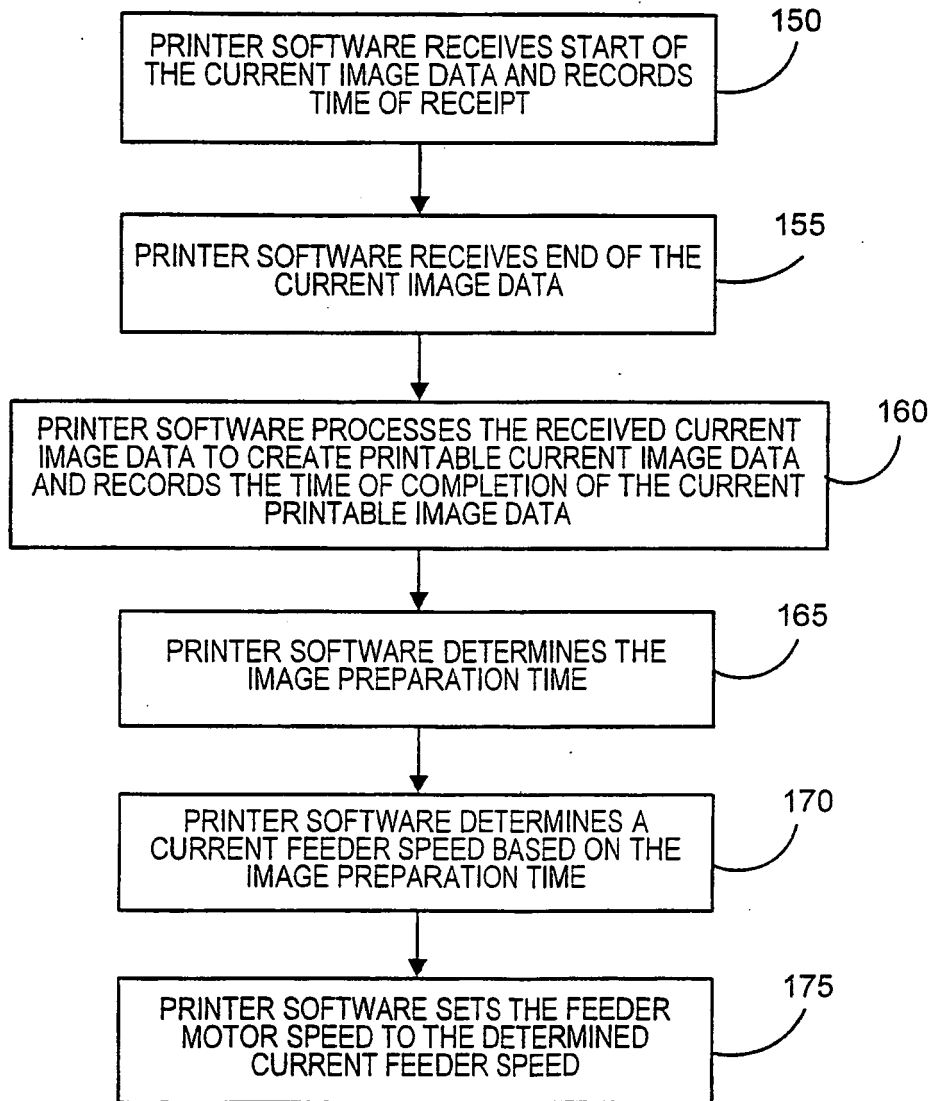 150
PRINTER SOFTWARE RECEIVES START OF
THE CURRENT IMAGE DATA AND RECORDS
TIME OF RECEIPT
155
PRINTER SOFTWARE RECEIVES END OF THE
CURRENT IMAGE DATA
160
PRINTER SOFTWARE PROCESSES THE RECEIVED CURRENT
IMAGE DATA TO CREATE PRINTABLE CURRENT IMAGE DATA
AND RECORDS THE TIME OF COMPLETION OF THE CURRENT
PRINTABLE IMAGE DATA
165
PRINTER SOFTWARE DETERMINES THE
IMAGE PREPARATION TIME
170
PRINTER SOFTWARE DETERMINES A
CURRENT FEEDER SPEED BASED ON THE
IMAGE PREPARATION TIME
175
PRINTER SOFTWARE SETS THE FEEDER
MOTOR SPEED TO THE DETERMINED
CURRENT FEEDER SPEED